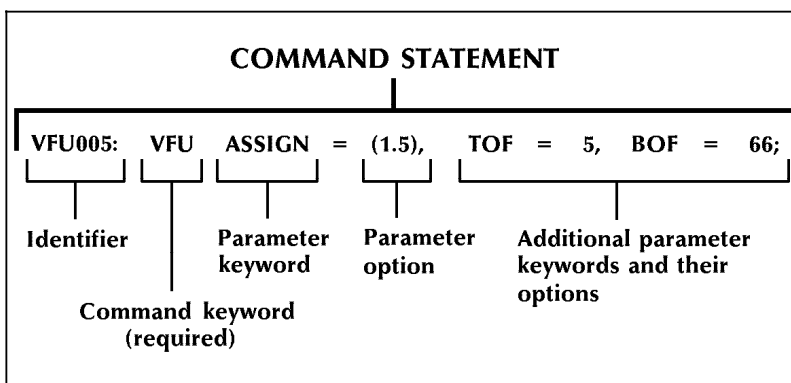 COMMAND STATEMENT
VFU005: VFU ASSIGN = (1.5), TOF = 5, BOF = 66;
Identifier
Parameter
keyword
Parameter
option
Additional parameter
keywords and their
options
Command keyword
(required)